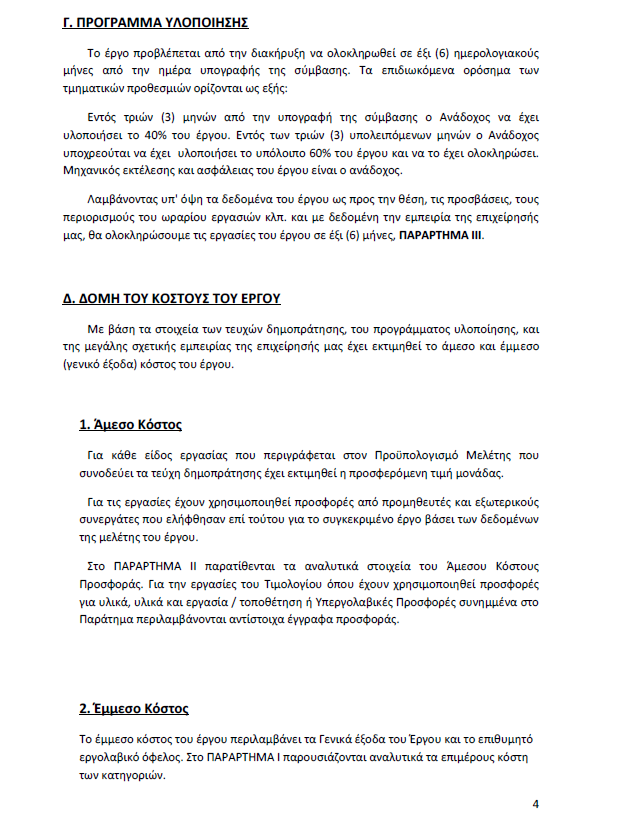 Γ. ΠΡΟΓΡΑΜΜΑ ΥΛΟΠΟΙΗΣΗΣ
Το έργο προβλέπεται από την διακήρυξη να ολοκληρωθεί σε έξι (6) ημερολογιακούς
μήνες από την ημέρα υπογραφής της σύμβασης. Τα επιδιωκόμενα ορόσημα των
τμηματικών προθεσμιών ορίζονται ως εξής:
Εντός τριών (3) μηνών από την υπογραφή της σύμβασης ο Ανάδοχος να έχει
υλοποιήσει το 40% του έργου. Εντός των τριών (3) υπολειπόμενων μηνών ο Ανάδοχος
υποχρεούται να έχει υλοποιήσει το υπόλοιπο 60% του έργου και να το έχει ολοκληρώσει.
Μηχανικός εκτέλεσης και ασφάλειας του έργου είναι ο ανάδοχος.
Λαμβάνοντας υπ' όψη τα δεδομένα του έργου ως προς την θέση, τις προσβάσεις, τους
περιορισμούς του ωραρίου εργασιών κλπ. και με δεδομένη την εμπειρία της επιχείρησής
μας, θα ολοκληρώσουμε τις εργασίες του έργου σε έξι (6) μήνες, ΠΑΡΑΡΤΗΜΑ ΙΙΙ.
Δ. ΔΟΜΗ ΤΟΥ ΚΟΣΤΟΥΣ ΤΟΥ ΕΡΓΟΥ
Με βάση τα στοιχεία των τευχών δημοπράτησης, του προγράμματος υλοποίησης, και
της μεγάλης σχετικής εμπειρίας της επιχείρησής μας έχει εκτιμηθεί το άμεσο και έμμεσο
(γενικό έξοδα) κόστος του έργου.
1. Άμεσο Κόστος
Για κάθε είδος εργασίας που περιγράφεται στον Προϋπολογισμό Μελέτης που
συνοδεύει τα τεύχη δημοπράτησης έχει εκτιμηθεί η προσφερόμενη τιμή μονάδας.
Για τις εργασίες έχουν χρησιμοποιηθεί προσφορές από προμηθευτές και εξωτερικούς
συνεργάτες που ελήφθησαν επί τούτου για το συγκεκριμένο έργο βάσει των δεδομένων
της μελέτης του έργου.
Στο ΠΑΡΑΡΤΗΜΑ ΙΙ παρατίθενται τα αναλυτικά στοιχεία του Άμεσου Κόστους
Προσφοράς. Για την εργασίες του Τιμολογίου όπου έχουν χρησιμοποιηθεί προσφορές
για υλικά, υλικά και εργασία / τοποθέτηση ή Υπεργολαβικές Προσφορές συνημμένα στο
Παράτημα περιλαμβάνονται αντίστοιχα έγγραφα προσφοράς.
2. Έμμεσο Κόστος
Το έμμεσο κόστος του έργου περιλαμβάνει τα Γενικά έξοδα του Έργου και το επιθυμητό
εργολαβικό όφελος. Στο ΠΑΡΑΡΤΗΜΑ Ι παρουσιάζονται αναλυτικά τα επιμέρους κόστη
των κατηγοριών.
4